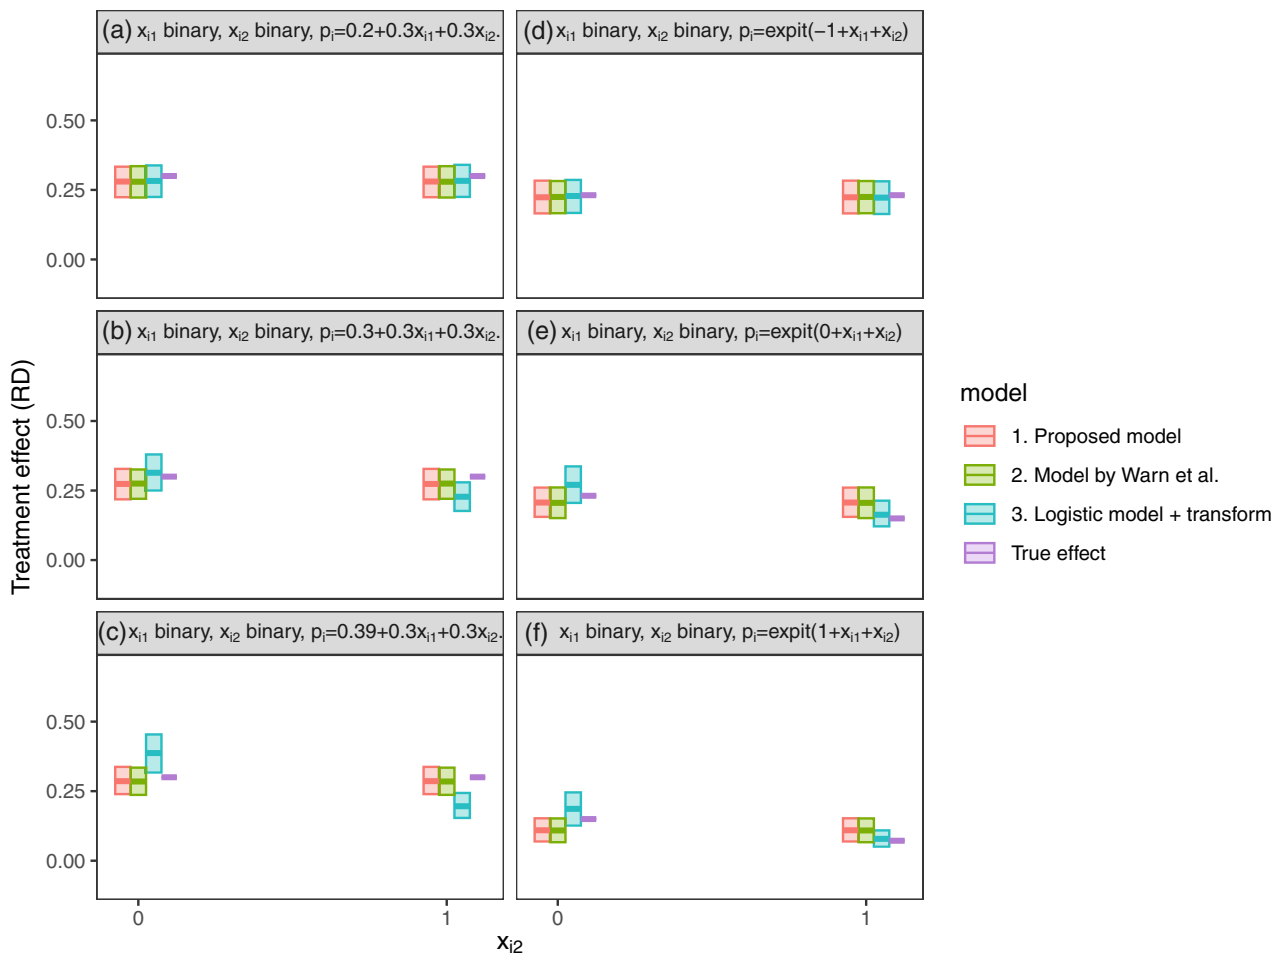 (a) xi1 binary, xi2 binary, pi=0.2+0.3xi1+0.3xi2.
(d) xi1 binary, xi2 binary, pi=expit(−1+xi1+xi2)
0.50
0.25
0.00
(b) xi1 binary, xi2 binary, pi=0.3+0.3xi1+0.3xi2.
(e) xi1 binary, xi2 binary, pi=expit(0+xi1+xi2)
0.50
0.25
0.00
(c) xi1 binary, xi2 binary, pi=0.39+0.3xi1+0.3xi2.
(f) xi1 binary, xi2 binary, pi=expit(1+xi1+xi2)
0.50
0.25
0.00
0
1
0
1
xi2
Treatment effect (RD)
model
1. Proposed model
2. Model by Warn et al.
3. Logistic model + transform
True effect